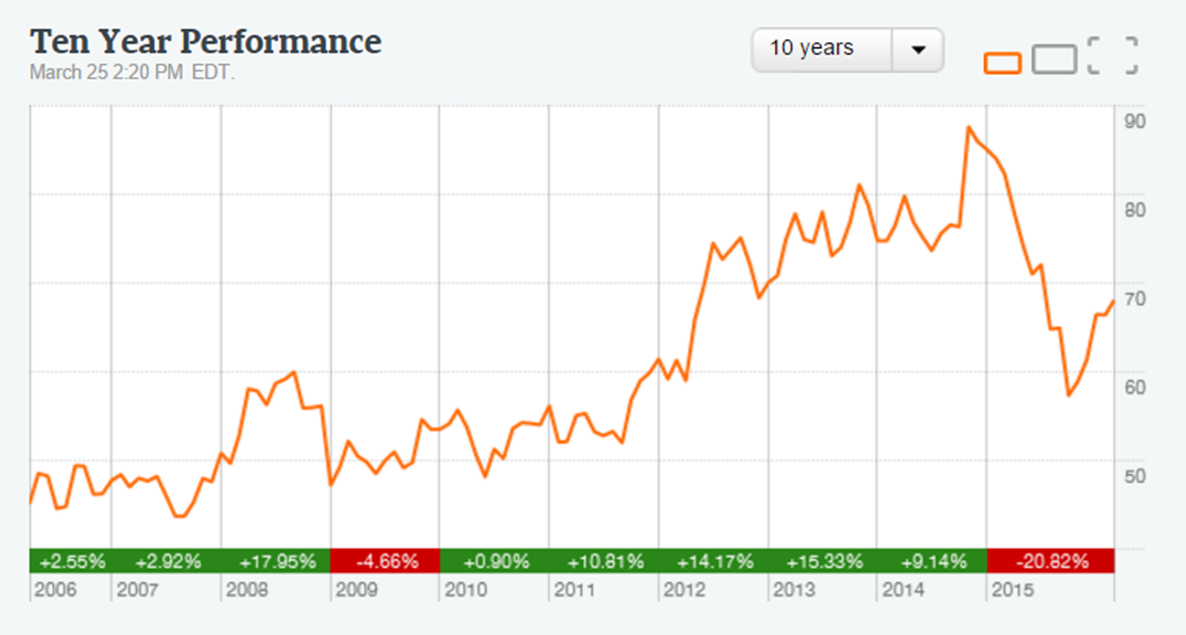 Ten Year Performance
March 25 2:20 PM EDT.
10 years
90
80
70
60
50
+2.55% +2.92% +17.95% -4.66% +0.90% +10.81% +14.17% +15.33% +9.14% -20.82%
2006 2007 2008 2009 2010 2011 2012 2013 2014 2015